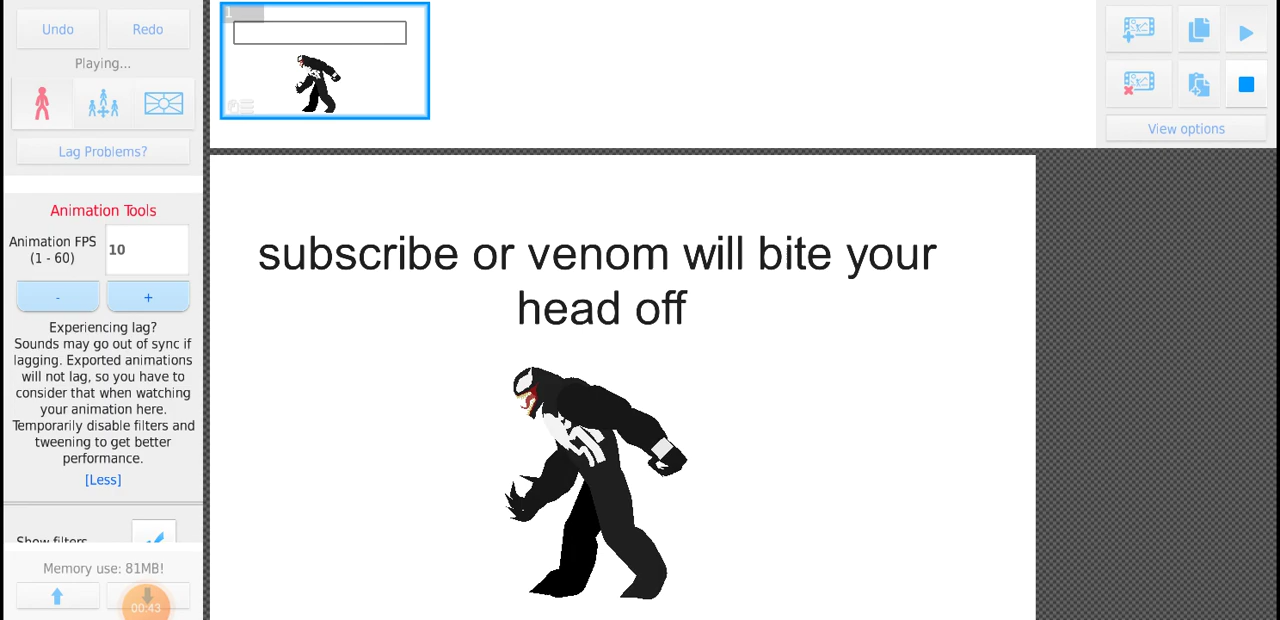 Undo
Redo
Playing...
Lag Problems?
Animation Tools
Animation FPS
(1 - 60)
10
-
+
Experiencing lag?
Sounds may go out of sync if
lagging. Exported animations
will not lag, so you have to
consider that when watching
your animation here.
Temporarily disable filters and
tweening to get better
performance.
[Less]
Show filters
Memory use: 81MB!
00:43
1
View options
subscribe or venom will bite your
head off